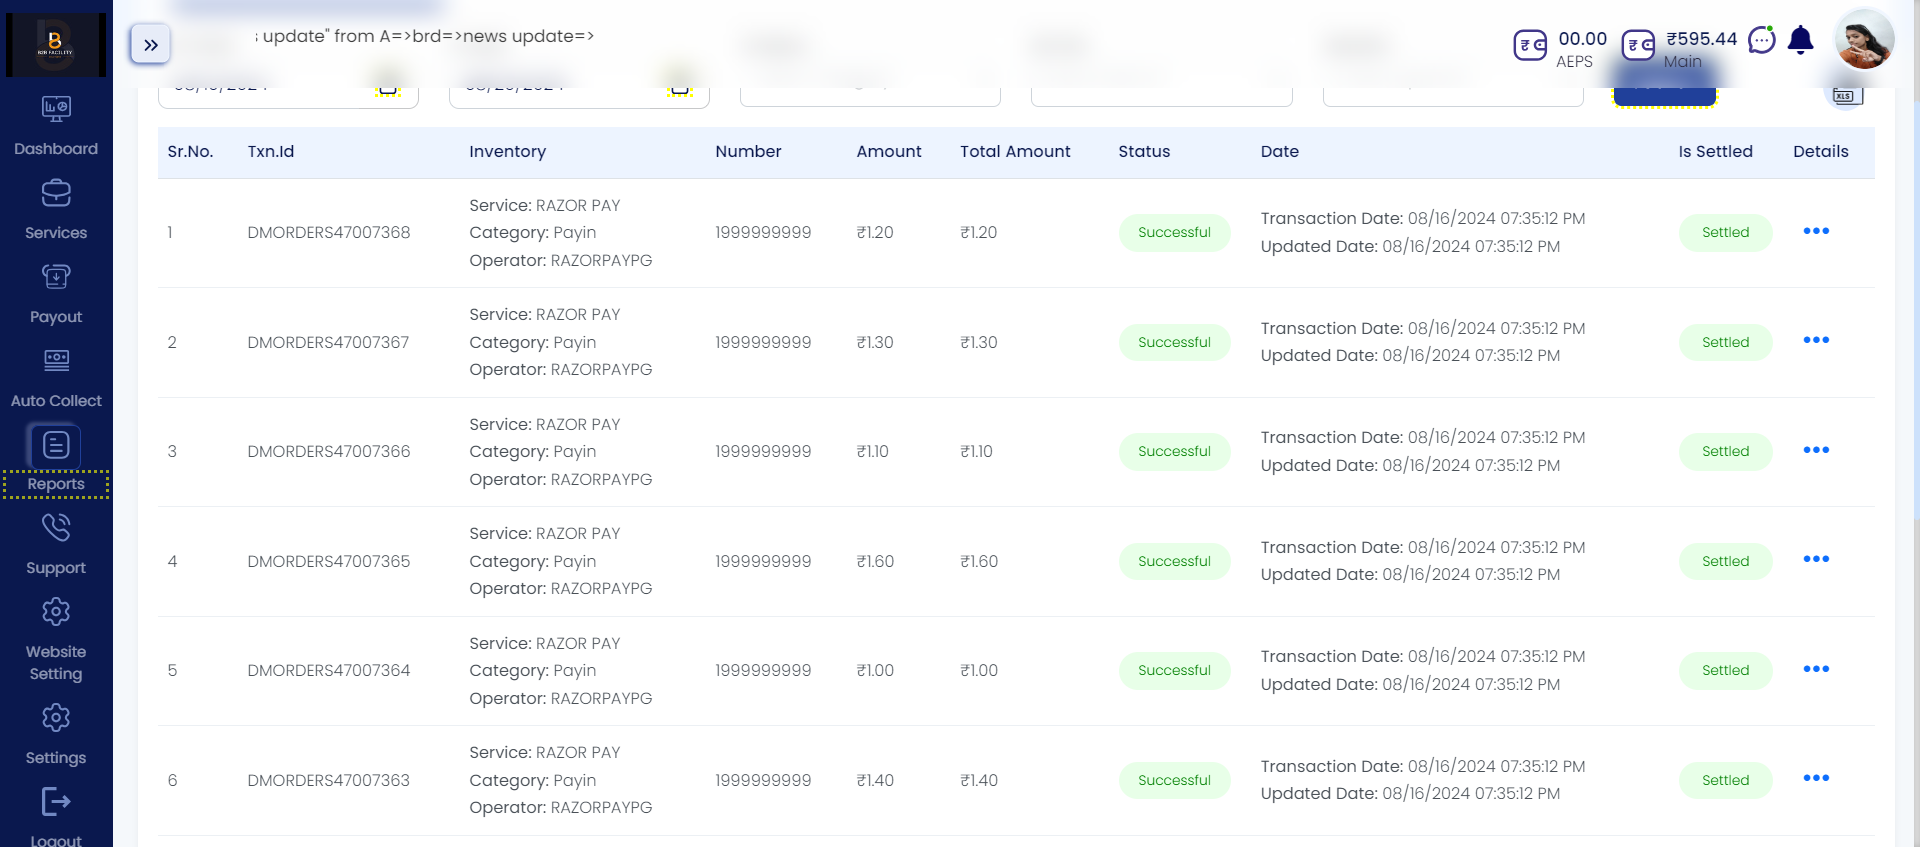 s update" from A=>brd=>news update=>
₹ 00.00
AEPS
₹ ₹595.44
Main
B2B FACILITY
Dashboard
Services
Payout
Auto Collect
Reports
Support
Website
Setting
Settings
Logout
XLS
Sr.No. Txn.Id Inventory Number Amount Total Amount Status Date Is Settled Details
Service: RAZOR PAY
1 DMORDERS47007368 Category: Payin 1999999999 ₹1.20 ₹1.20 Successful Transaction Date: 08/16/2024 07:35:12 PM Settled
Operator: RAZORPAYPG Updated Date: 08/16/2024 07:35:12 PM
Service: RAZOR PAY
2 DMORDERS47007367 Category: Payin 1999999999 ₹1.30 ₹1.30 Successful Transaction Date: 08/16/2024 07:35:12 PM Settled
Operator: RAZORPAYPG Updated Date: 08/16/2024 07:35:12 PM
Service: RAZOR PAY
3 DMORDERS47007366 Category: Payin 1999999999 ₹1.10 ₹1.10 Successful Transaction Date: 08/16/2024 07:35:12 PM Settled
Operator: RAZORPAYPG Updated Date: 08/16/2024 07:35:12 PM
Service: RAZOR PAY
4 DMORDERS47007365 Category: Payin 1999999999 ₹1.60 ₹1.60 Successful Transaction Date: 08/16/2024 07:35:12 PM Settled
Operator: RAZORPAYPG Updated Date: 08/16/2024 07:35:12 PM
Service: RAZOR PAY
5 DMORDERS47007364 Category: Payin 1999999999 ₹1.00 ₹1.00 Successful Transaction Date: 08/16/2024 07:35:12 PM Settled
Operator: RAZORPAYPG Updated Date: 08/16/2024 07:35:12 PM
Service: RAZOR PAY
6 DMORDERS47007363 Category: Payin 1999999999 ₹1.40 ₹1.40 Successful Transaction Date: 08/16/2024 07:35:12 PM Settled
Operator: RAZORPAYPG Updated Date: 08/16/2024 07:35:12 PM